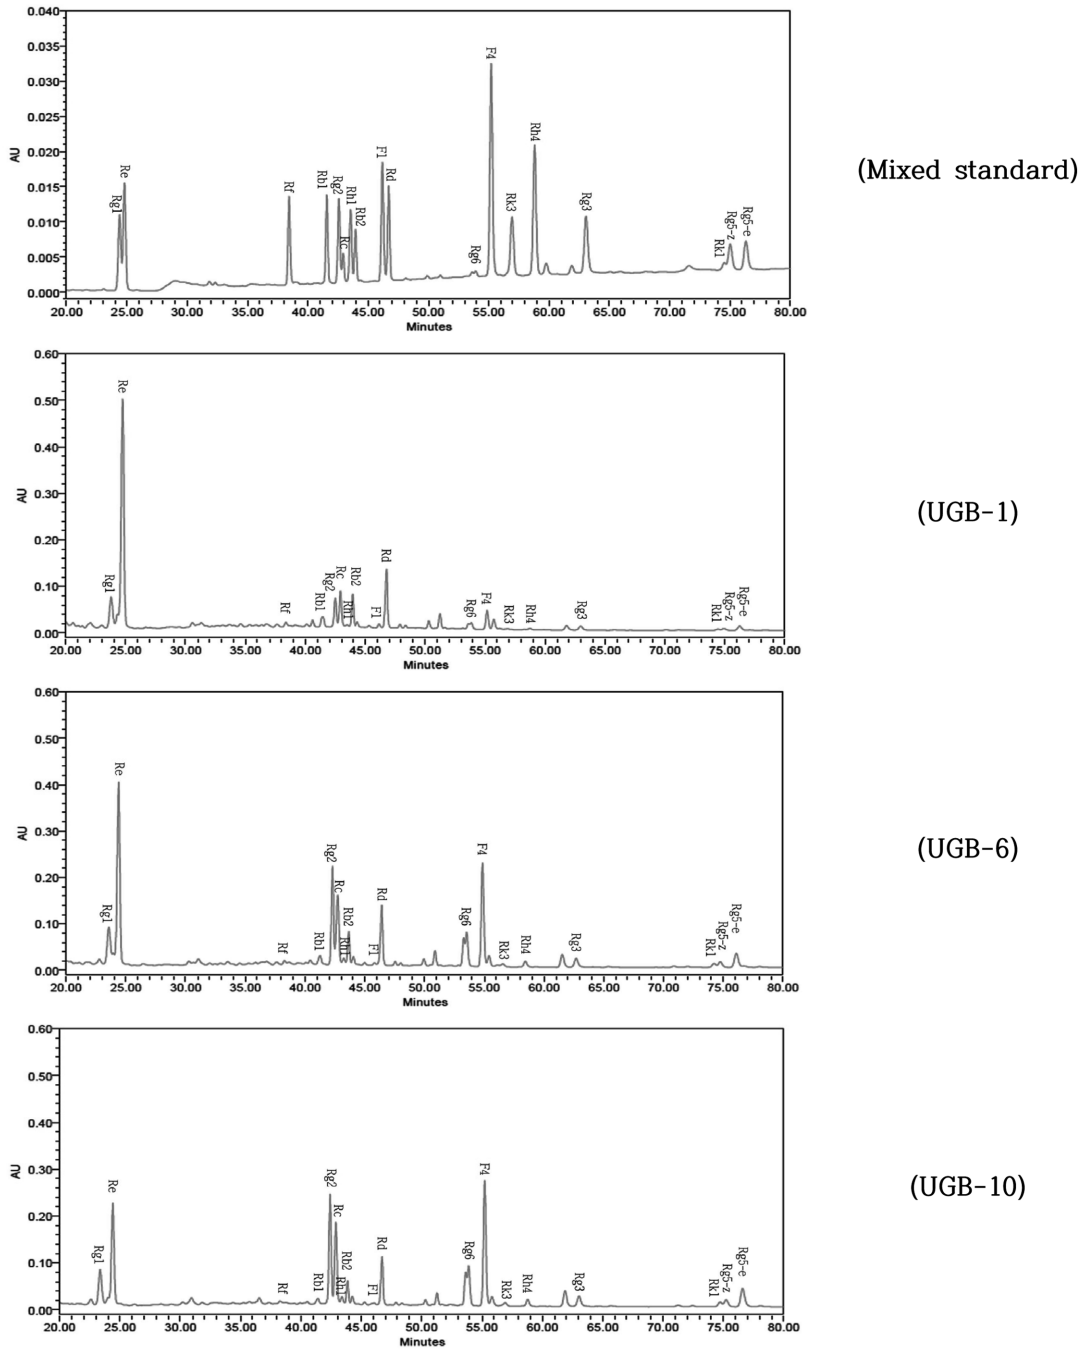 0.040
0.035
0.030
0.025
0.020
0.015
0.010
0.005
0.000
AU
Rg1
Re
Rf
Rb1
Rg2
Rc
Rh1
Rb2
F1
Rd
Rg6
F4
Rk3
Rh4
Rg3
Rk1
Rg5-z
Rg5-e
20.00 25.00 30.00 35.00 40.00 45.00 50.00 55.00 60.00 65.00 70.00 75.00 80.00
Minutes
(Mixed standard)
0.60
0.50
0.40
0.30
0.20
0.10
0.00
AU
Rg1
Re
Rf
Rb1
Rg2
Rc
Rh1
Rb2
F1
Rd
Rg6
F4
Rk3
Rh4
Rg3
Rk1
Rg5-z
Rg5-e
20.00 25.00 30.00 35.00 40.00 45.00 50.00 55.00 60.00 65.00 70.00 75.00 80.00
Minutes
(UGB-1)
0.60
0.50
0.40
0.30
0.20
0.10
0.00
AU
Rg1
Re
Rf
Rb1
Rg2
Rc
Rh1
Rb2
F1
Rd
Rg6
F4
Rk3
Rh4
Rg3
Rk1
Rg5-z
Rg5-e
20.00 25.00 30.00 35.00 40.00 45.00 50.00 55.00 60.00 65.00 70.00 75.00 80.00
Minutes
(UGB-6)
0.60
0.50
0.40
0.30
0.20
0.10
0.00
AU
Rg1
Re
Rf
Rb1
Rg2
Rc
Rh1
Rb2
F1
Rd
Rg6
F4
Rk3
Rh4
Rg3
Rk1
Rg5-z
Rg5-e
20.00 25.00 30.00 35.00 40.00 45.00 50.00 55.00 60.00 65.00 70.00 75.00 80.00
Minutes
(UGB-10)